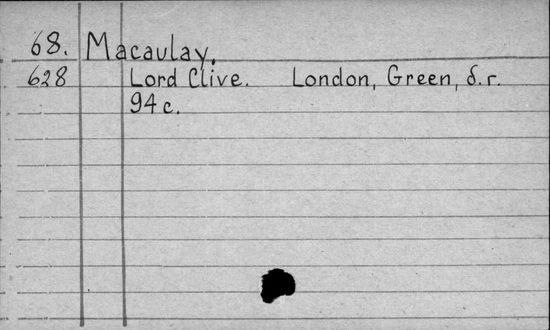 68. Macaulay.
628 Lord Clive. London, Green, s.r.
94 c.